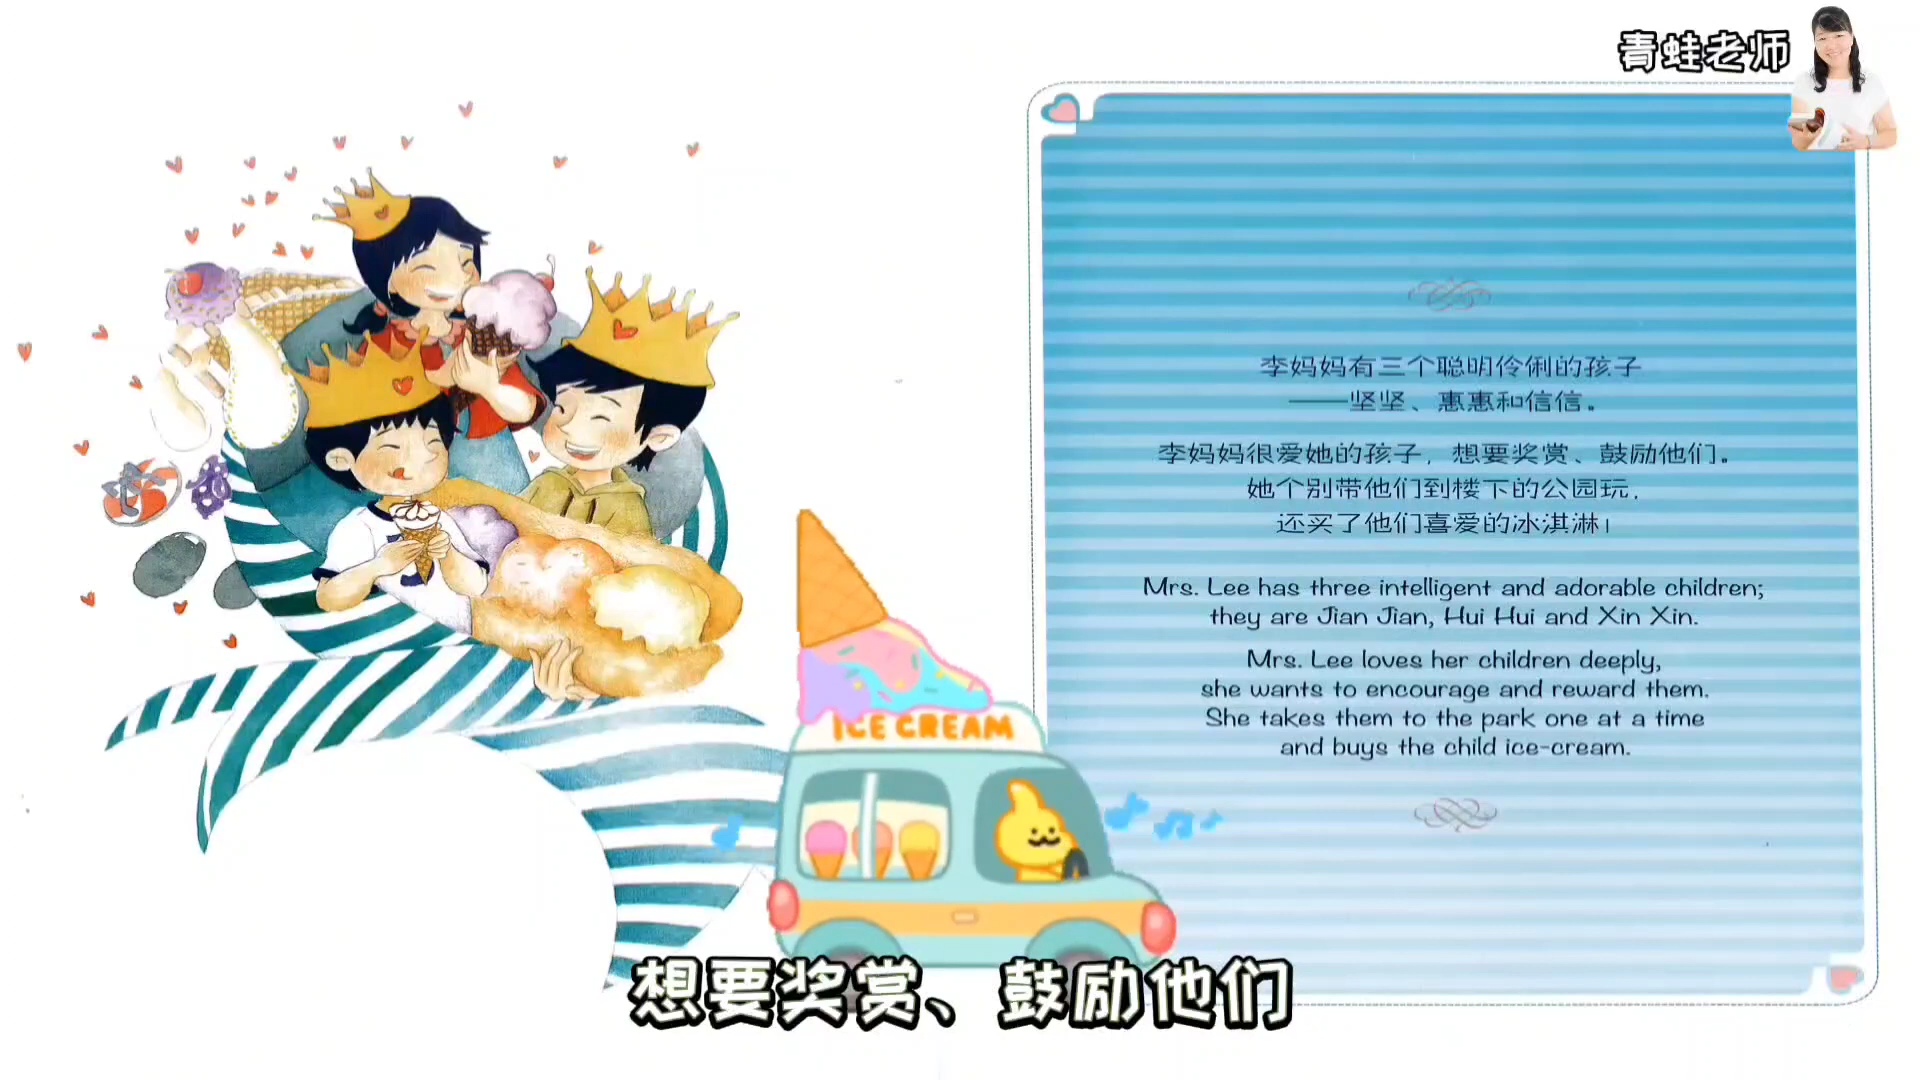 青蛙老师
李妈妈有三个聪明伶俐的孩子
——坚坚、惠惠和信信。
李妈妈很爱她的孩子，想要奖赏、鼓励他们。
她个别带他们到楼下的公园玩，
还买了他们喜爱的冰淇淋！
Mrs. Lee has three intelligent and adorable children;
they are Jian Jian, Hui Hui and Xin Xin.
Mrs. Lee loves her children deeply,
she wants to encourage and reward them.
She takes them to the park one at a time
and buys the child ice-cream.
ICE CREAM
想要奖赏、鼓励他们